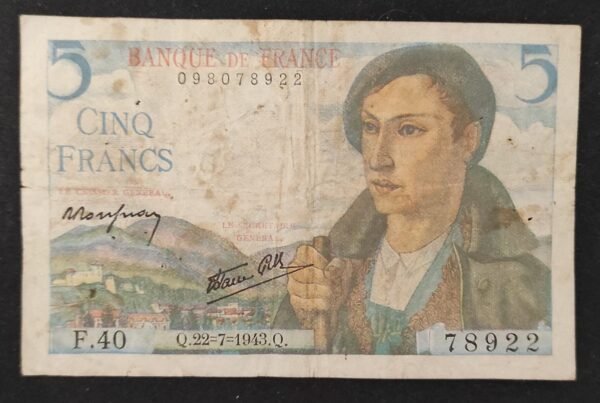 5 BANQUE DE FRANCE 5
098078922
CINQ
FRANCS
LE CAISSIER GÉNÉRAL,
LE SECRÉTAIRE
GÉNÉRAL,
F.40 Q.22=7=1943.Q. 78922